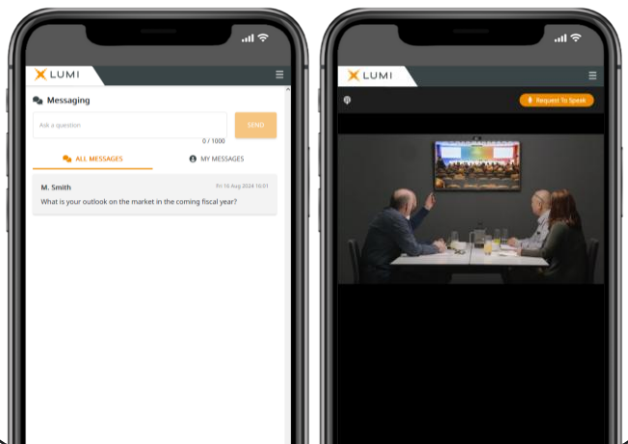 LUMI
Messaging
Ask a question
SEND
0 / 1000
ALL MESSAGES
MY MESSAGES
M. Smith
Fri 16 Aug 2024 16:01
What is your outlook on the market in the coming fiscal year?
LUMI
Request To Speak